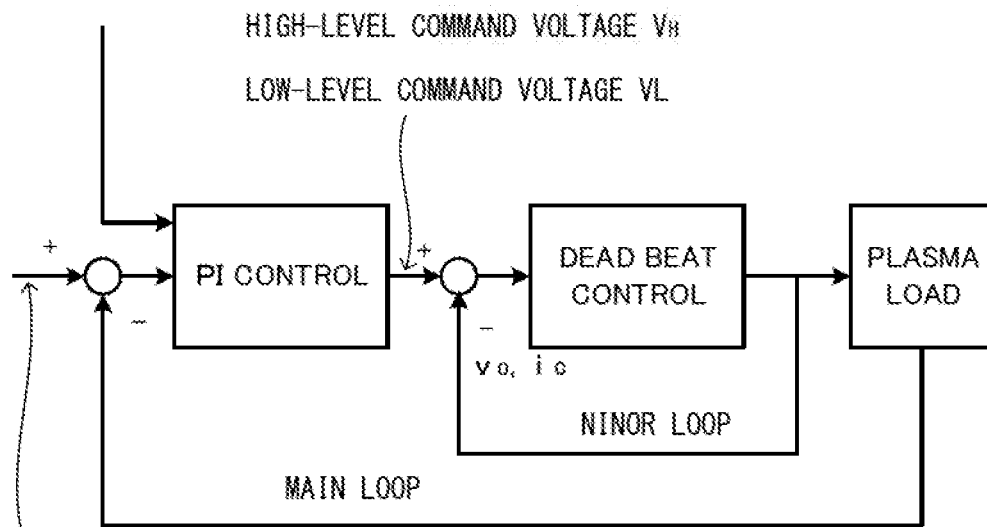 HIGH-LEVEL COMMAND VOLTAGE VH
LOW-LEVEL COMMAND VOLTAGE VL
+
PI CONTROL
−
+
DEAD BEAT
CONTROL
PLASMA
LOAD
−
vo, ic
NINOR LOOP
MAIN LOOP